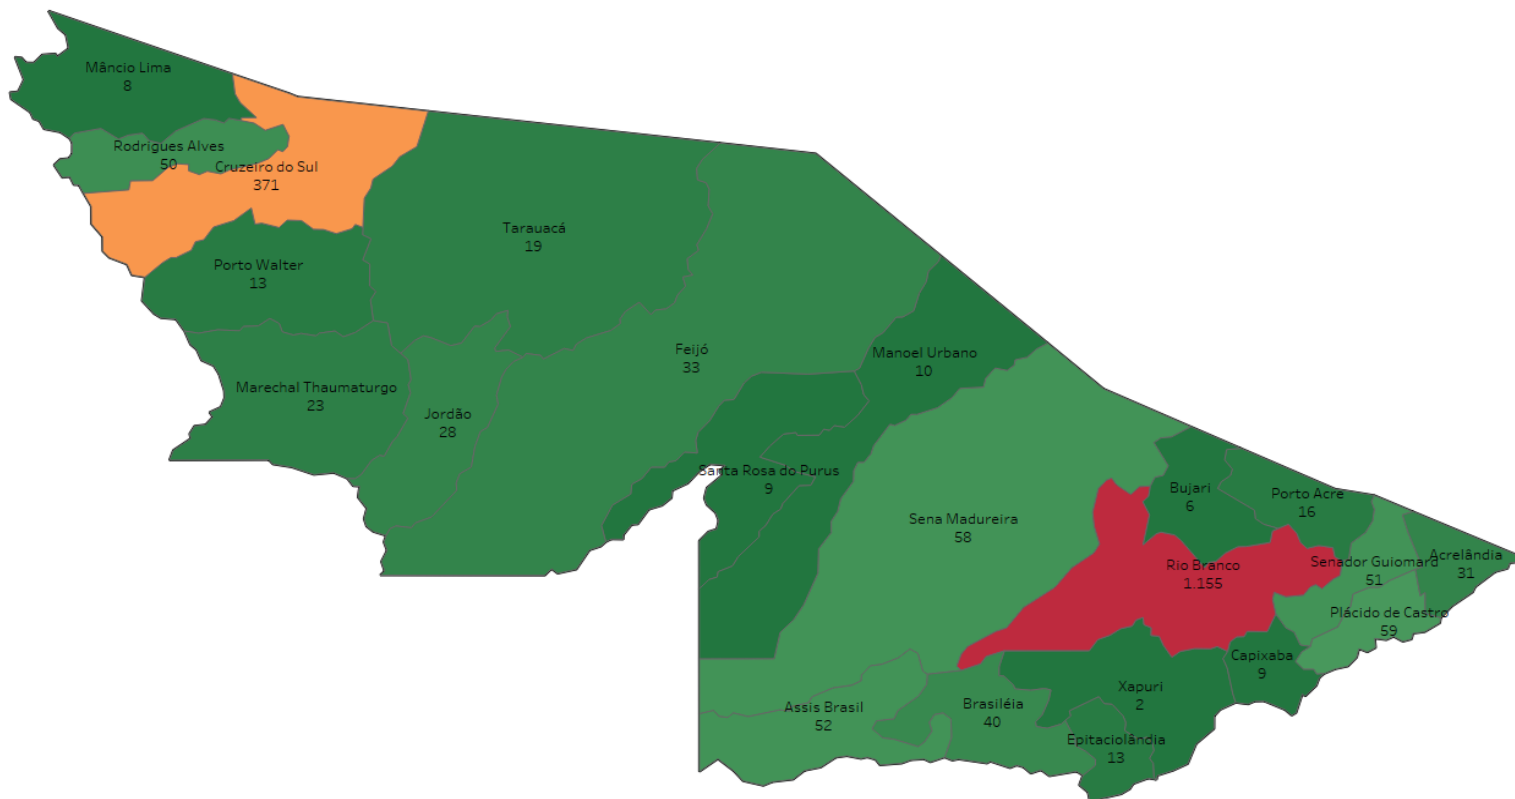 Mâncio Lima
8
Rodrigues Alves
50
Cruzeiro do Sul
371
Tarauacá
19
Porto Walter
13
Feijó
33
Manoel Urbano
10
Marechal Thaumaturgo
23
Jordão
28
Santa Rosa do Purus
9
Sena Madureira
58
Bujari
6
Porto Acre
16
Rio Branco
1.155
Senador Guiomard
51
Acrelândia
31
Plácido de Castro
59
Capixaba
9
Xapuri
2
Assis Brasil
52
Brasiléia
40
Epitaciolândia
13